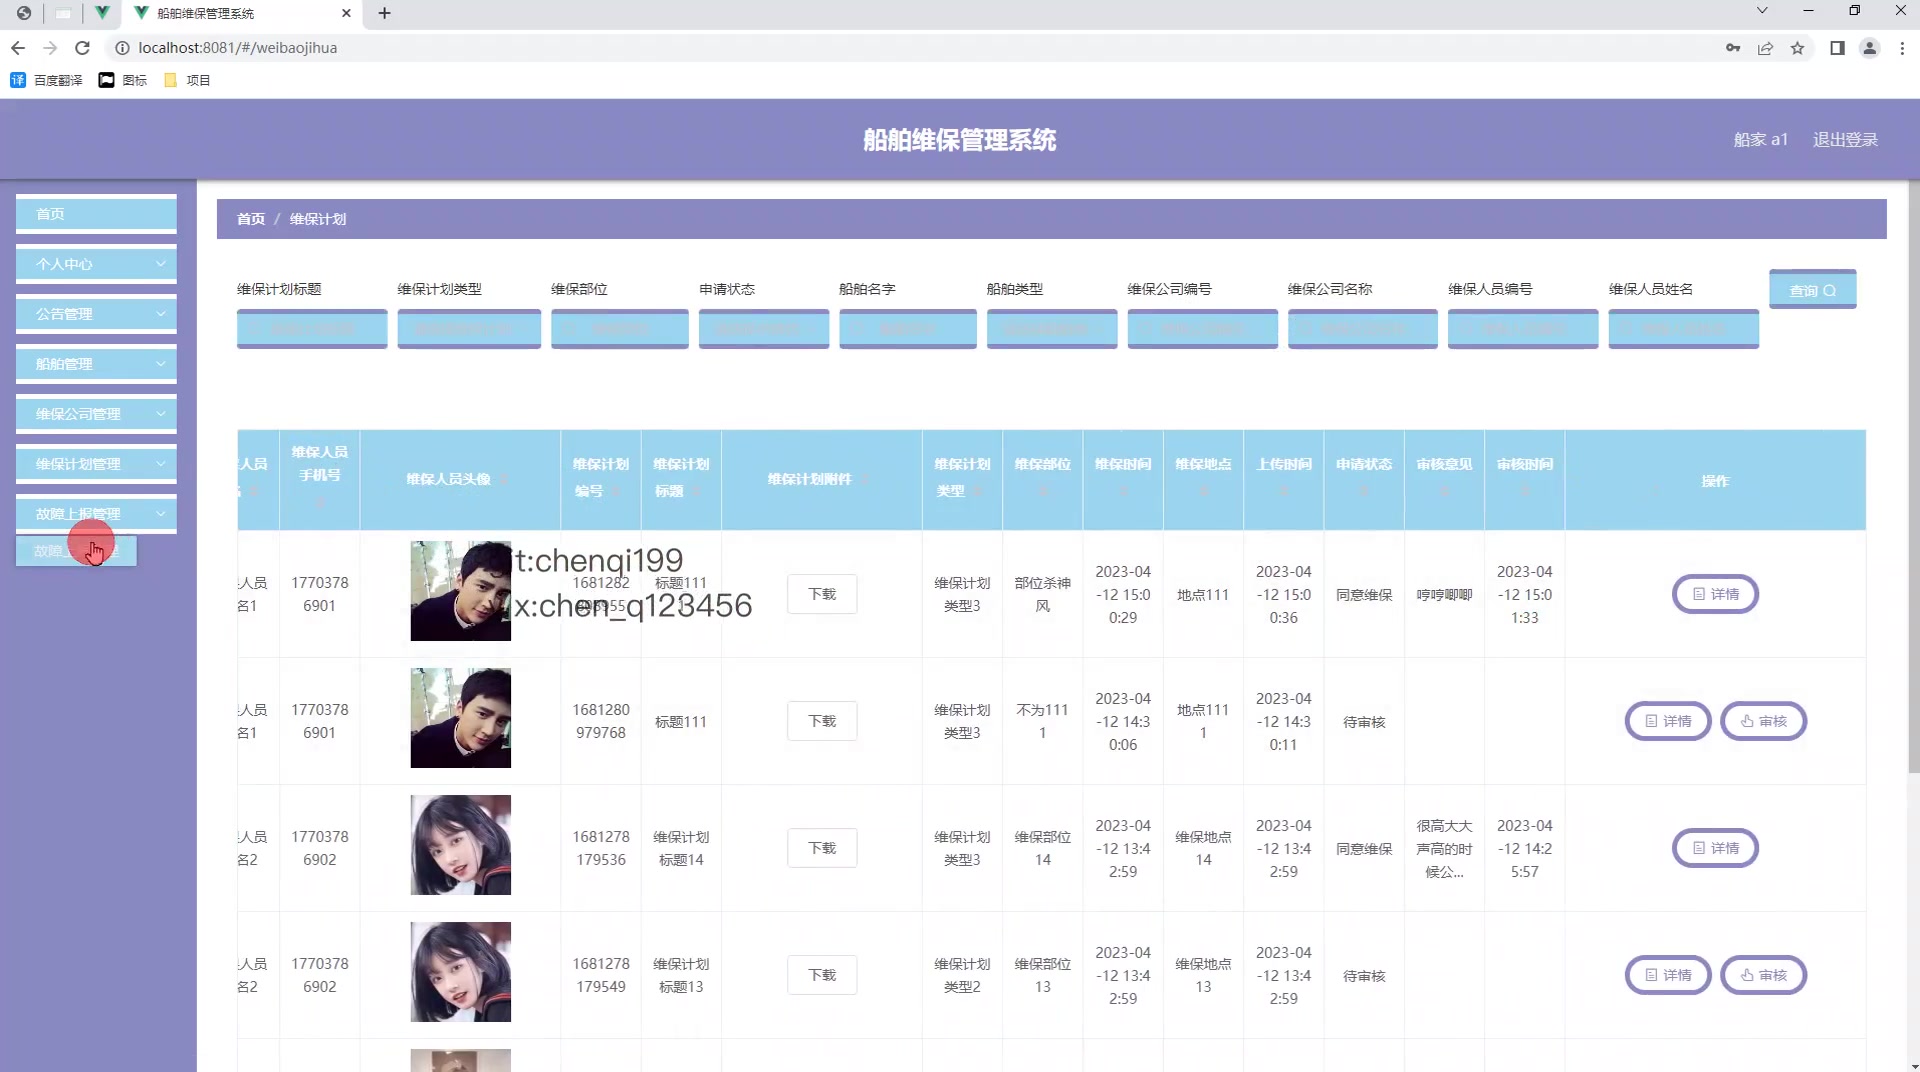 船舶维保管理系统
localhost:8081/#/weibaojihua
百度翻译 图标 项目
船舶维保管理系统
船家 a1 退出登录
首页
个人中心
公告管理
船舶管理
维保公司管理
维保计划管理
故障上报管理
首页 / 维保计划
维保计划标题 维保计划类型 维保部位 申请状态 船舶名字 船舶类型 维保公司编号 维保公司名称 维保人员编号 维保人员姓名 查询
人员 维保人员手机号 维保人员头像 维保计划编号 维保计划标题 维保计划附件 维保计划类型 维保部位 维保时间 维保地点 上传时间 申请状态 审核意见 审核时间 操作
t:chenqi199
x:chen_q123456
人员名1 17703786901 1681282 标题111 下载 维保计划类型3 部位杀神风 2023-04-12 15:00:29 地点111 2023-04-12 15:00:36 同意维保 哼哼唧唧 2023-04-12 15:01:33 详情
人员名1 17703786901 1681280979768 标题111 下载 维保计划类型3 不为1111 2023-04-12 14:30:06 地点1111 2023-04-12 14:30:11 待审核 详情 审核
人员名2 17703786902 1681278179536 维保计划标题14 下载 维保计划类型3 维保部位14 2023-04-12 13:42:59 维保地点14 2023-04-12 13:42:59 同意维保 很高大大声高的时候公... 2023-04-12 14:25:57 详情
人员名2 17703786902 1681278179549 维保计划标题13 下载 维保计划类型2 维保部位13 2023-04-12 13:42:59 维保地点13 2023-04-12 13:42:59 待审核 详情 审核